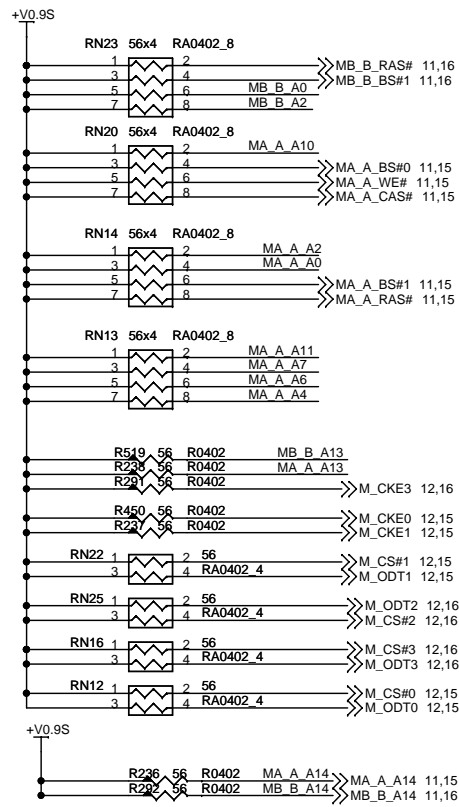 +V0.9S
RN23 56x4 RA0402_8
1 2 MB_B_RAS# 11,16
3 4 MB_B_BS#1 11,16
5 6 MB_B_A0
7 8 MB_B_A2
RN20 56x4 RA0402_8
1 2 MA_A_A10
3 4 MA_A_BS#0 11,15
5 6 MA_A_WE# 11,15
7 8 MA_A_CAS# 11,15
RN14 56x4 RA0402_8
1 2 MA_A_A2
3 4 MA_A_A0
5 6 MA_A_BS#1 11,15
7 8 MA_A_RAS# 11,15
RN13 56x4 RA0402_8
1 2 MA_A_A11
3 4 MA_A_A7
5 6 MA_A_A6
7 8 MA_A_A4
R519 56 R0402 MB_B_A13
R238 56 R0402 MA_A_A13
R291 56 R0402 M_CKE3 12,16
R450 56 R0402 M_CKE0 12,15
R237 56 R0402 M_CKE1 12,15
RN22 1 2 56 M_CS#1 12,15
3 4 RA0402_4 M_ODT1 12,15
RN25 1 2 56 M_ODT2 12,16
3 4 RA0402_4 M_CS#2 12,16
RN16 1 2 56 M_CS#3 12,16
3 4 RA0402_4 M_ODT3 12,16
RN12 1 2 56 M_CS#0 12,15
3 4 RA0402_4 M_ODT0 12,15
+V0.9S
R236 56 R0402 MA_A_A14 MA_A_A14 11,15
R292 56 R0402 MB_B_A14 MB_B_A14 11,16